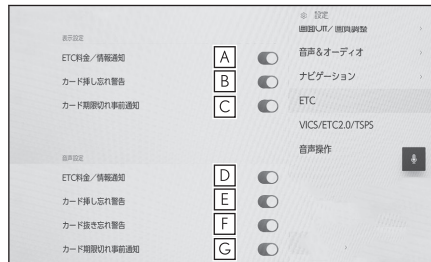 設定
画面OFF/画質調整
表示設定
ETC料金／情報通知
A
音声＆オーディオ
カード挿し忘れ警告
B
ナビゲーション
カード期限切れ事前通知
C
ETC
VICS/ETC2.0/TSPS
音声設定
音声操作
ETC料金／情報通知
D
カード挿し忘れ警告
E
カード抜き忘れ警告
F
カード期限切れ事前通知
G